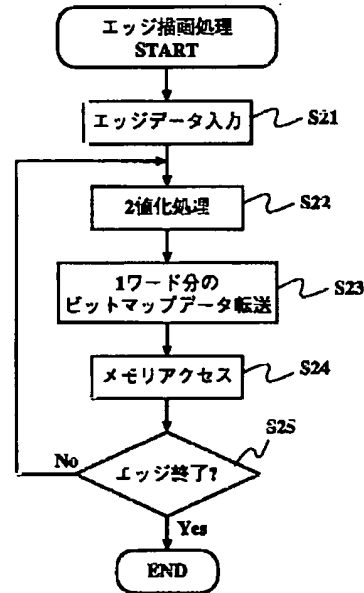 エッジ描画処理
START
エッジデータ入力
S21
2値化処理
S22
1ワード分の
ビットマップデータ転送
S23
メモリアクセス
S24
エッジ終了?
S25
No
Yes
END